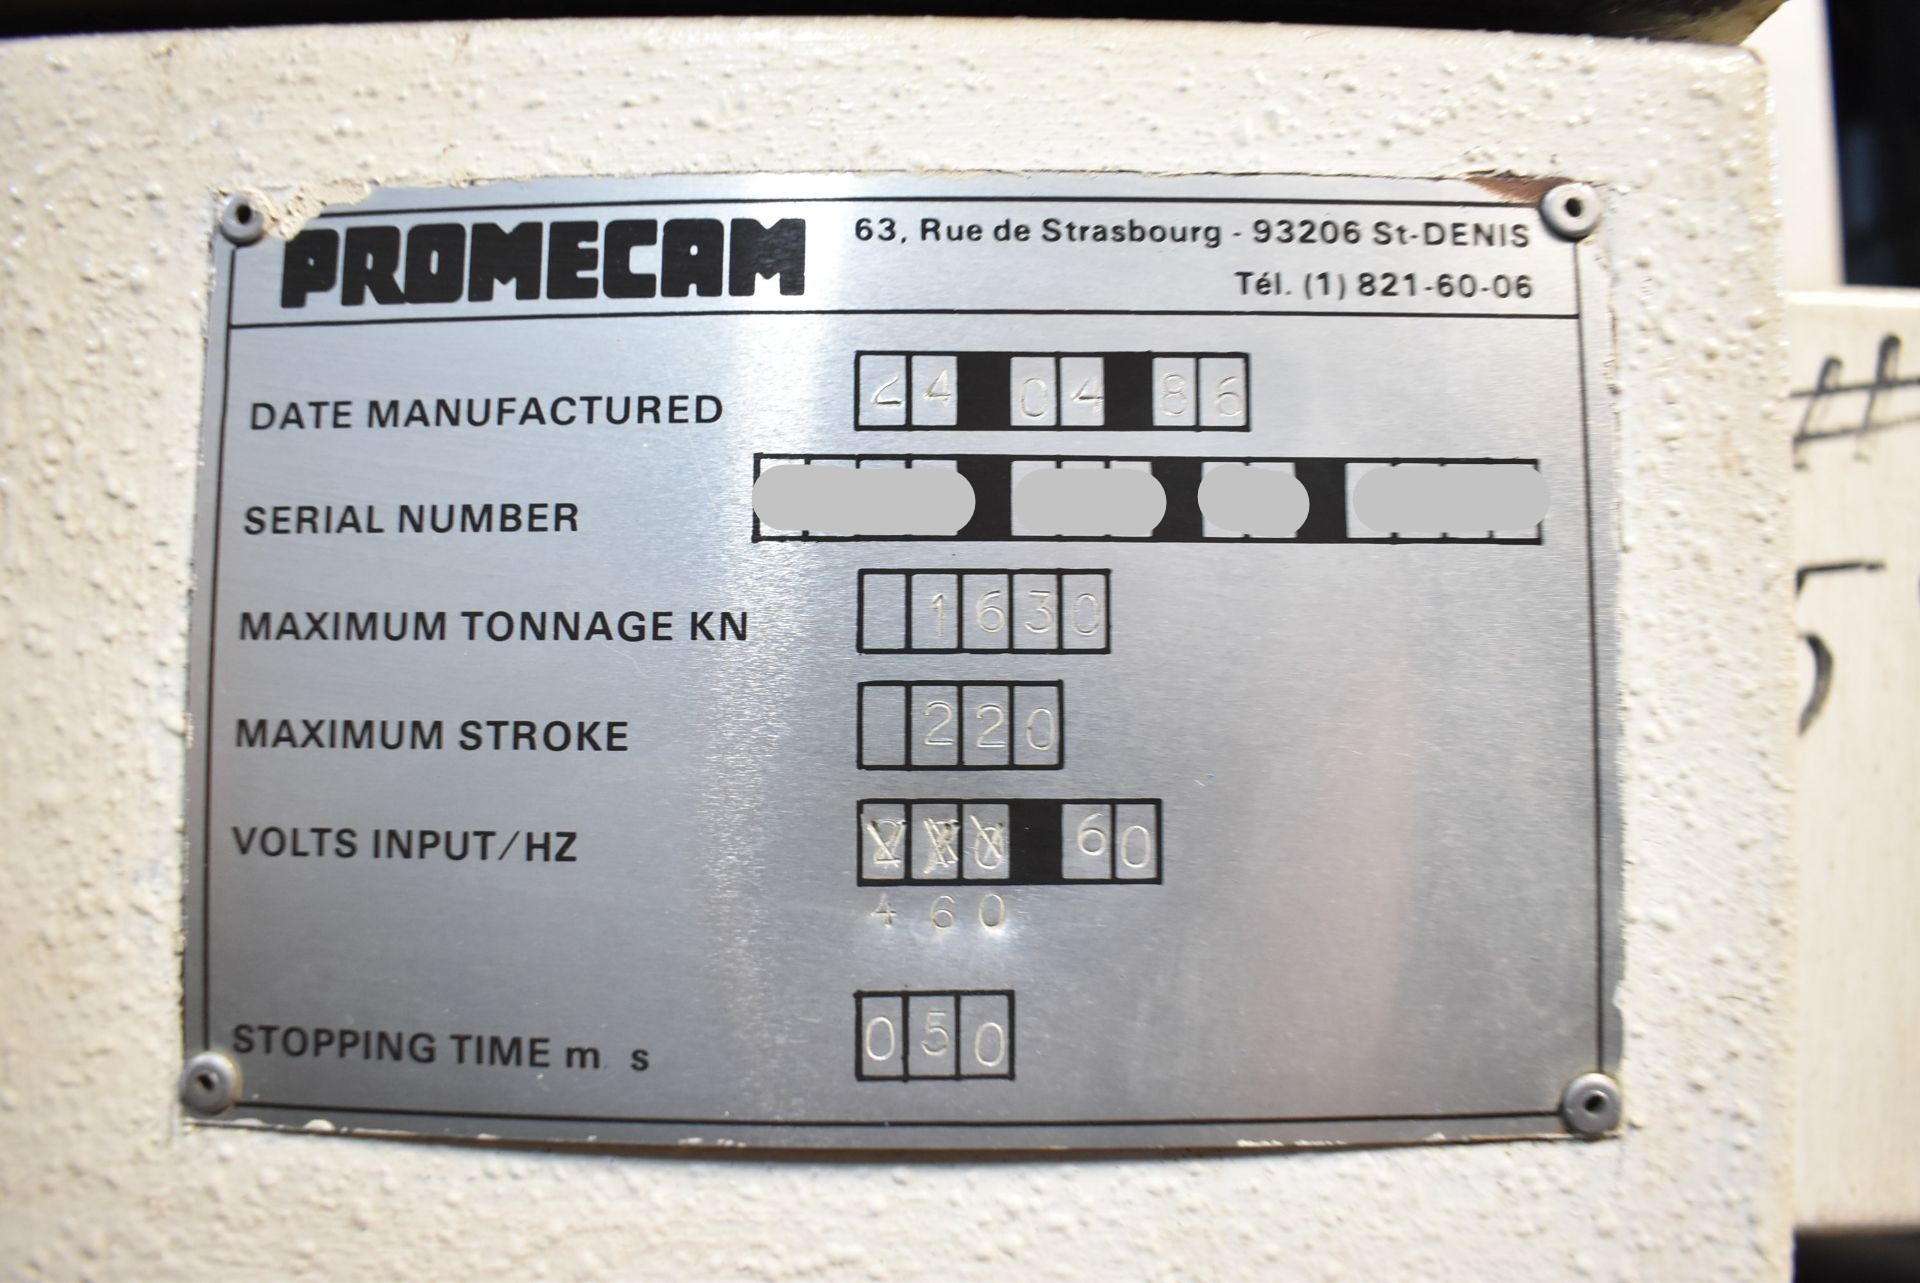 PROMECAM 63, Rue de Strasbourg - 93206 St-DENIS
Tél. (1) 821-60-06
DATE MANUFACTURED 24 04 86
SERIAL NUMBER
MAXIMUM TONNAGE KN 1630
MAXIMUM STROKE 220
VOLTS INPUT/HZ 60
460
STOPPING TIME m s 050
#